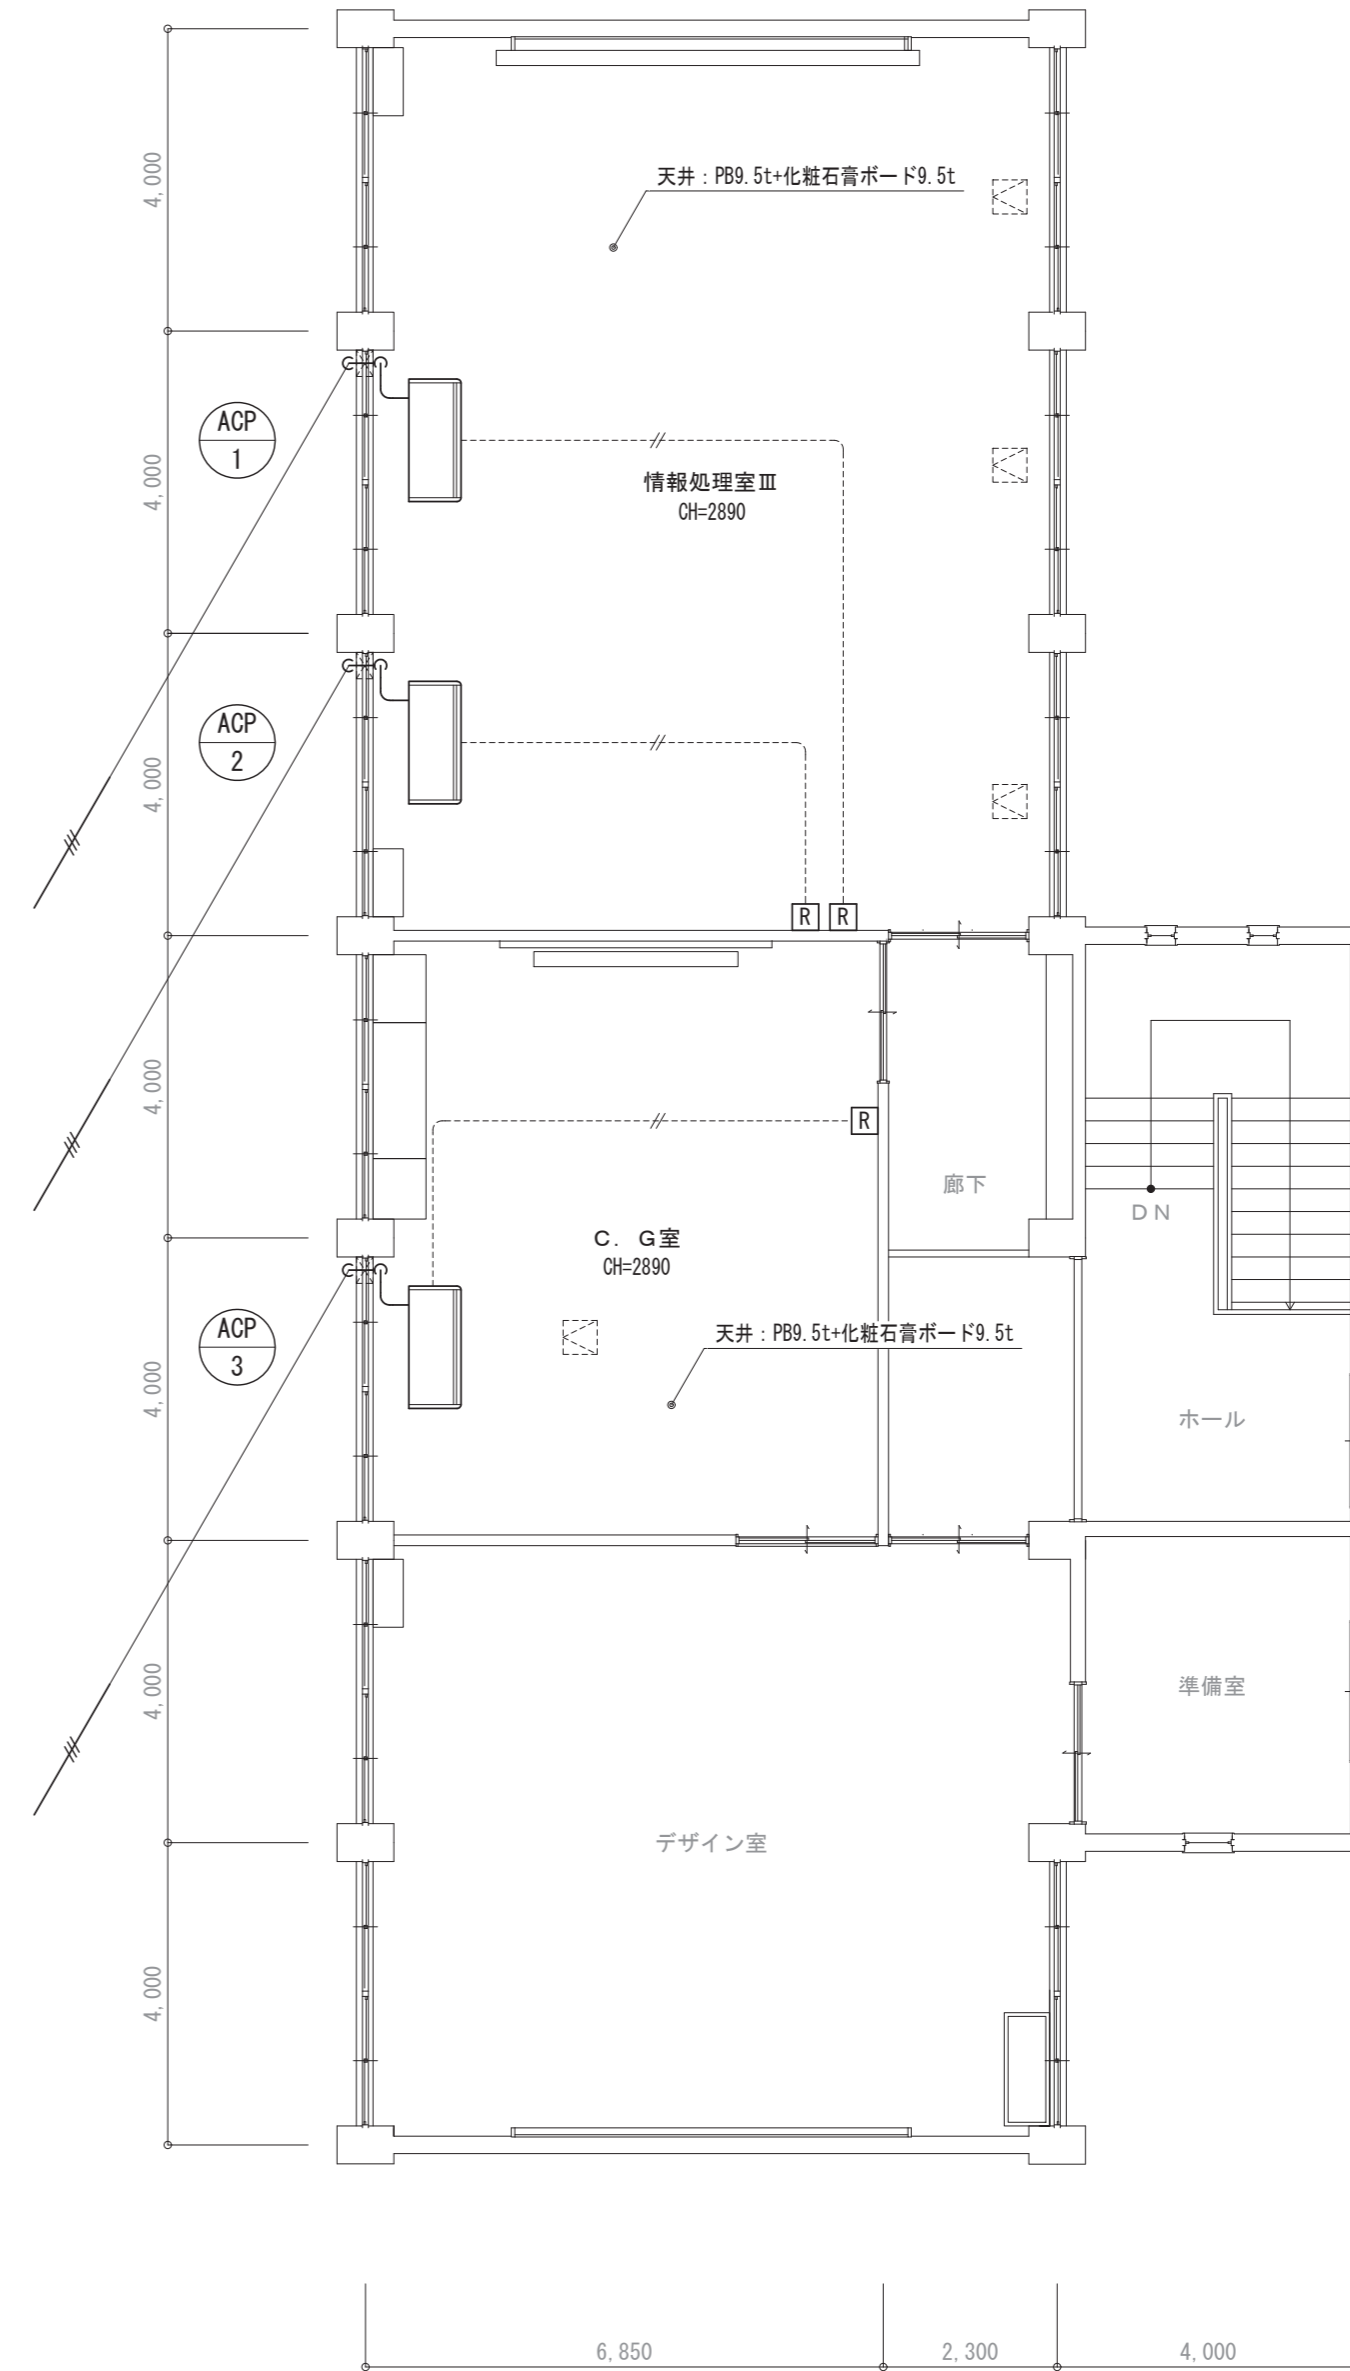 4,000
天井：PB9.5t+化粧石膏ボード9.5t
ACP
1
4,000
情報処理室Ⅲ
CH=2890
ACP
2
4,000
R
R
4,000
R
廊下
DN
C. G室
CH=2890
ACP
3
天井：PB9.5t+化粧石膏ボード9.5t
4,000
ホール
4,000
準備室
デザイン室
4,000
6,850
2,300
4,000